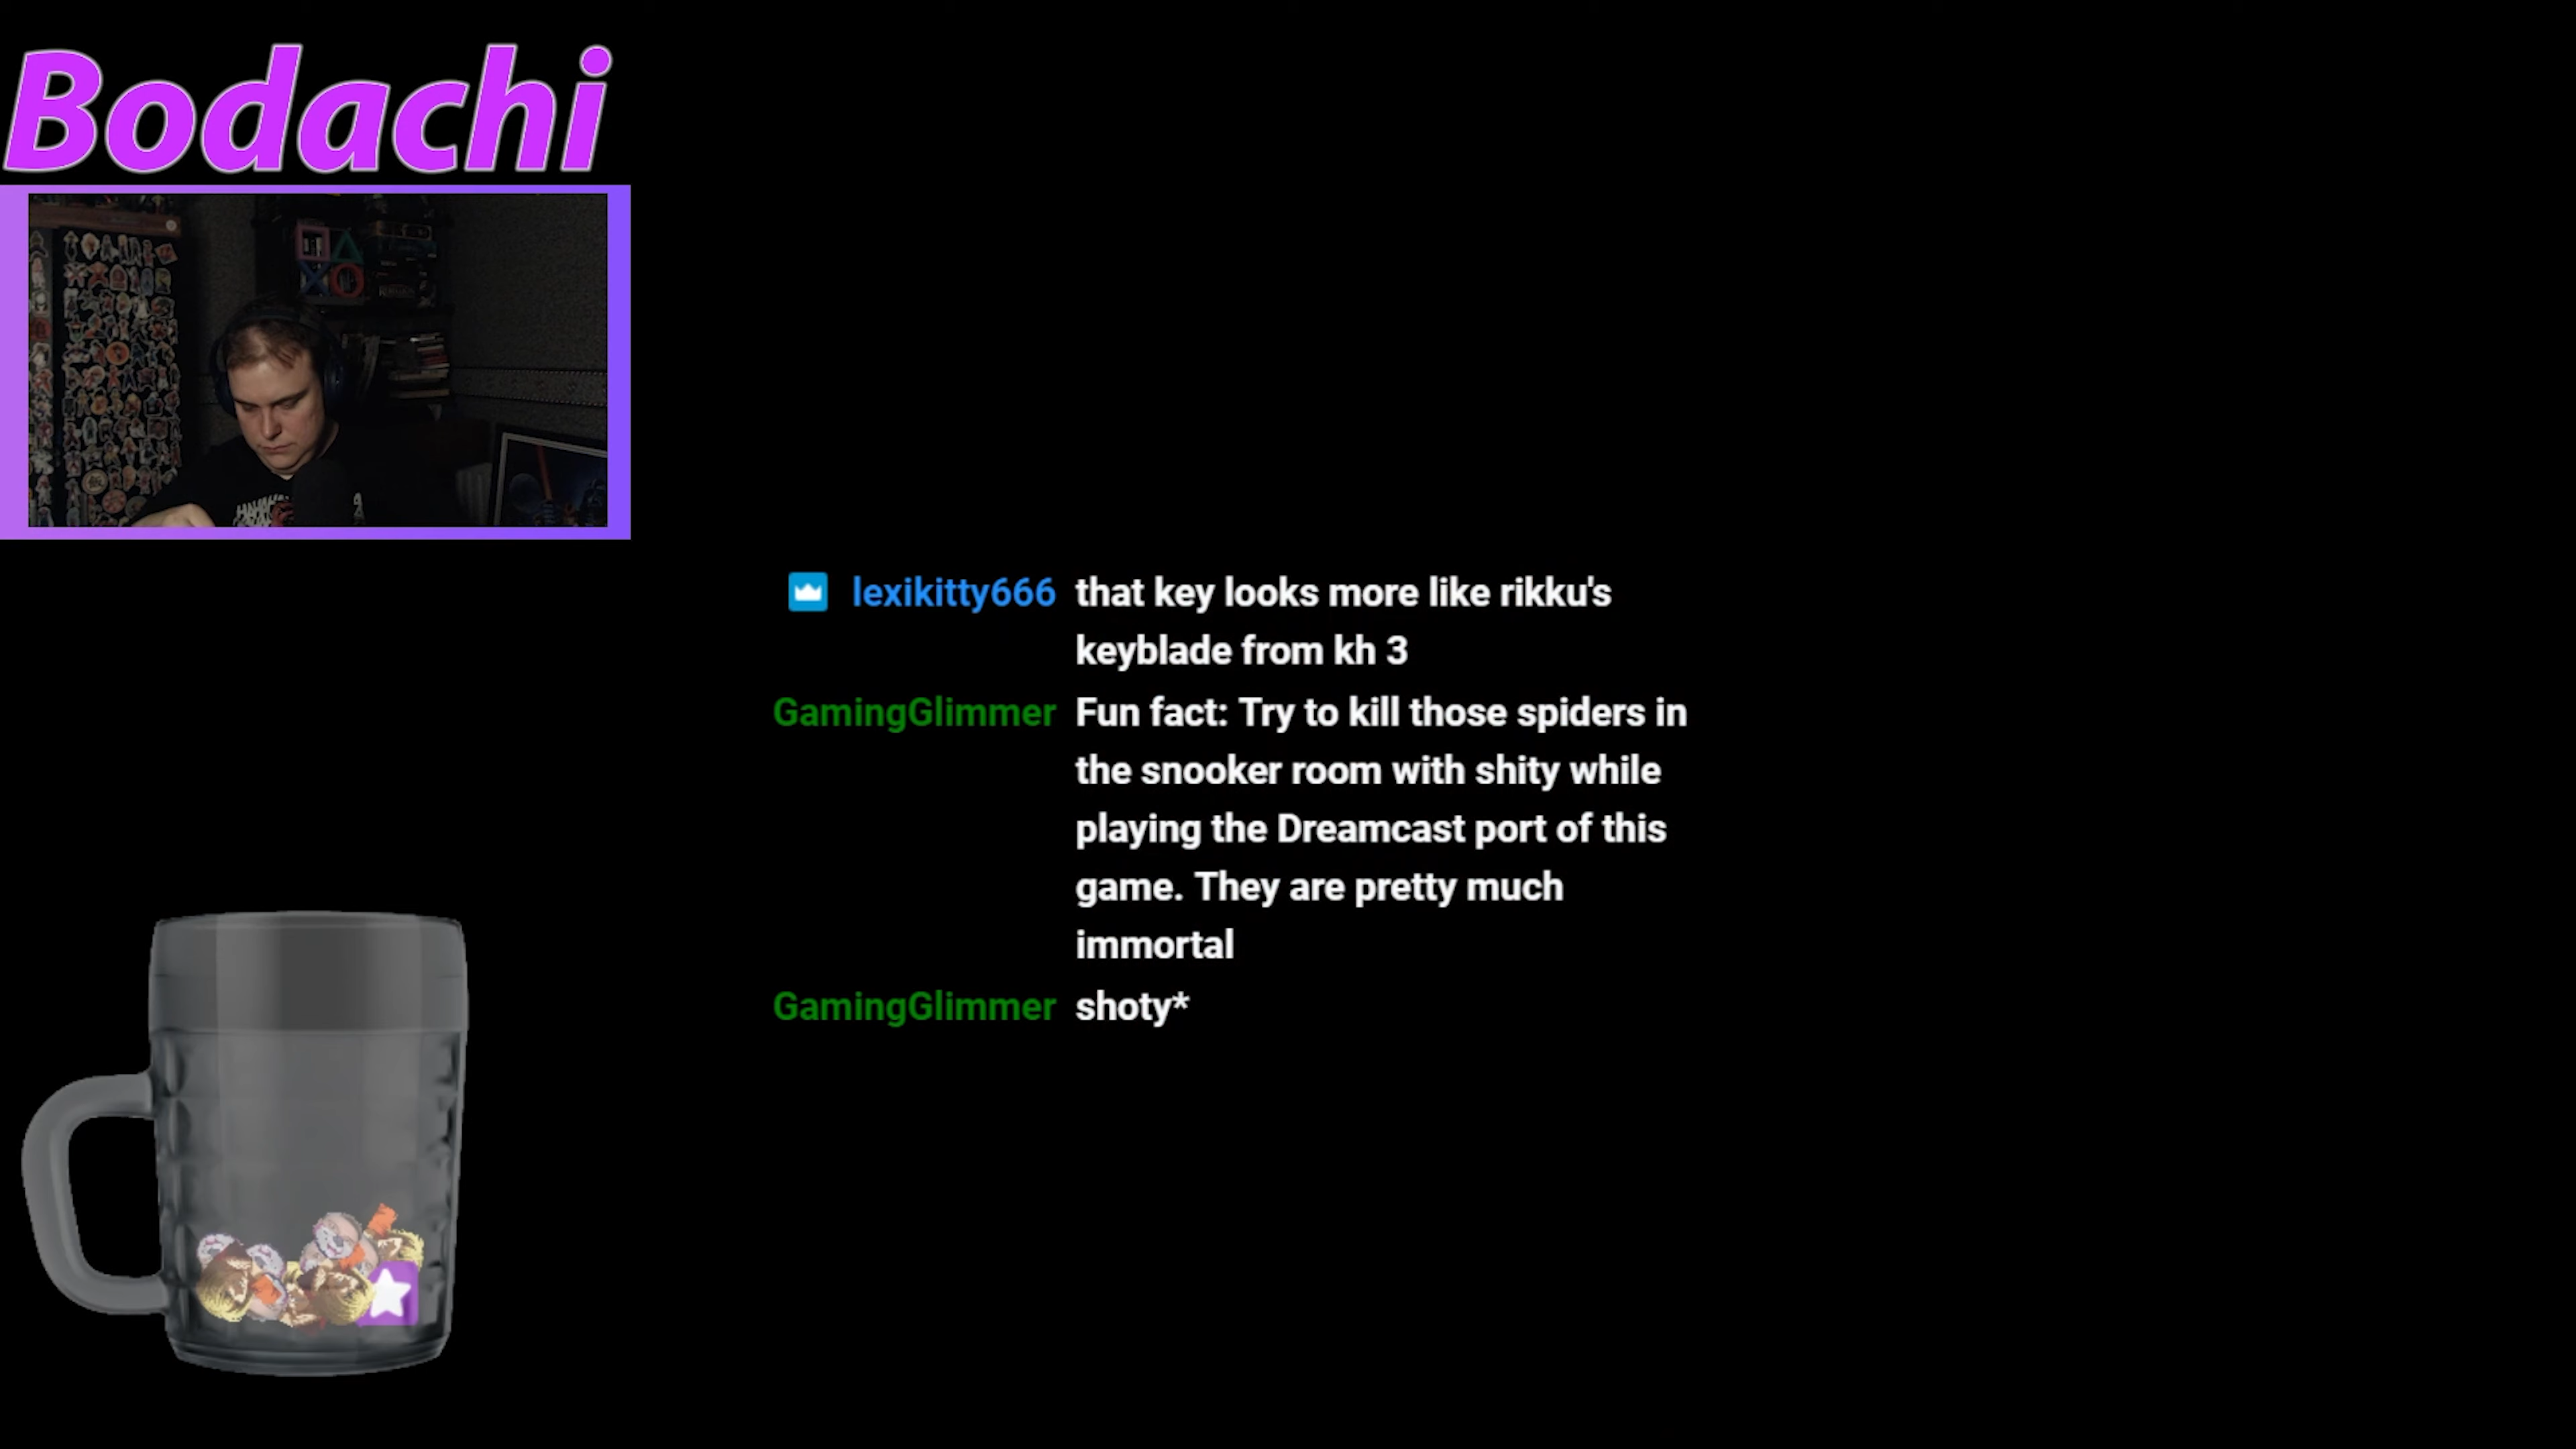 Bodachi
lexikitty666 that key looks more like rikku's
keyblade from kh 3
GamingGlimmer Fun fact: Try to kill those spiders in
the snooker room with shity while
playing the Dreamcast port of this
game. They are pretty much
immortal
GamingGlimmer shoty*